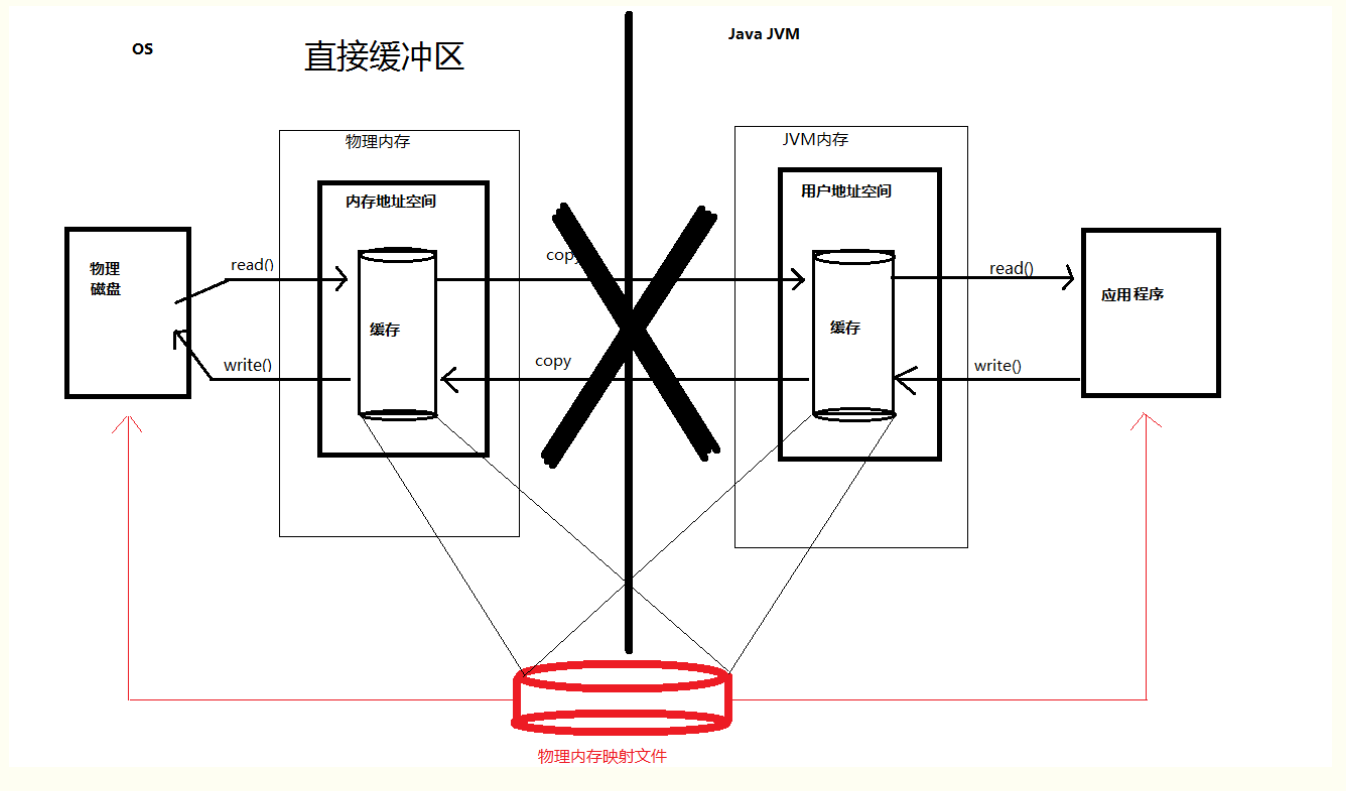 OS
直接缓冲区
Java JVM
物理内存
JVM内存
内存地址空间
用户地址空间
物理
磁盘
read()
copy
read()
应用程序
缓存
缓存
write()
copy
write()
物理内存映射文件